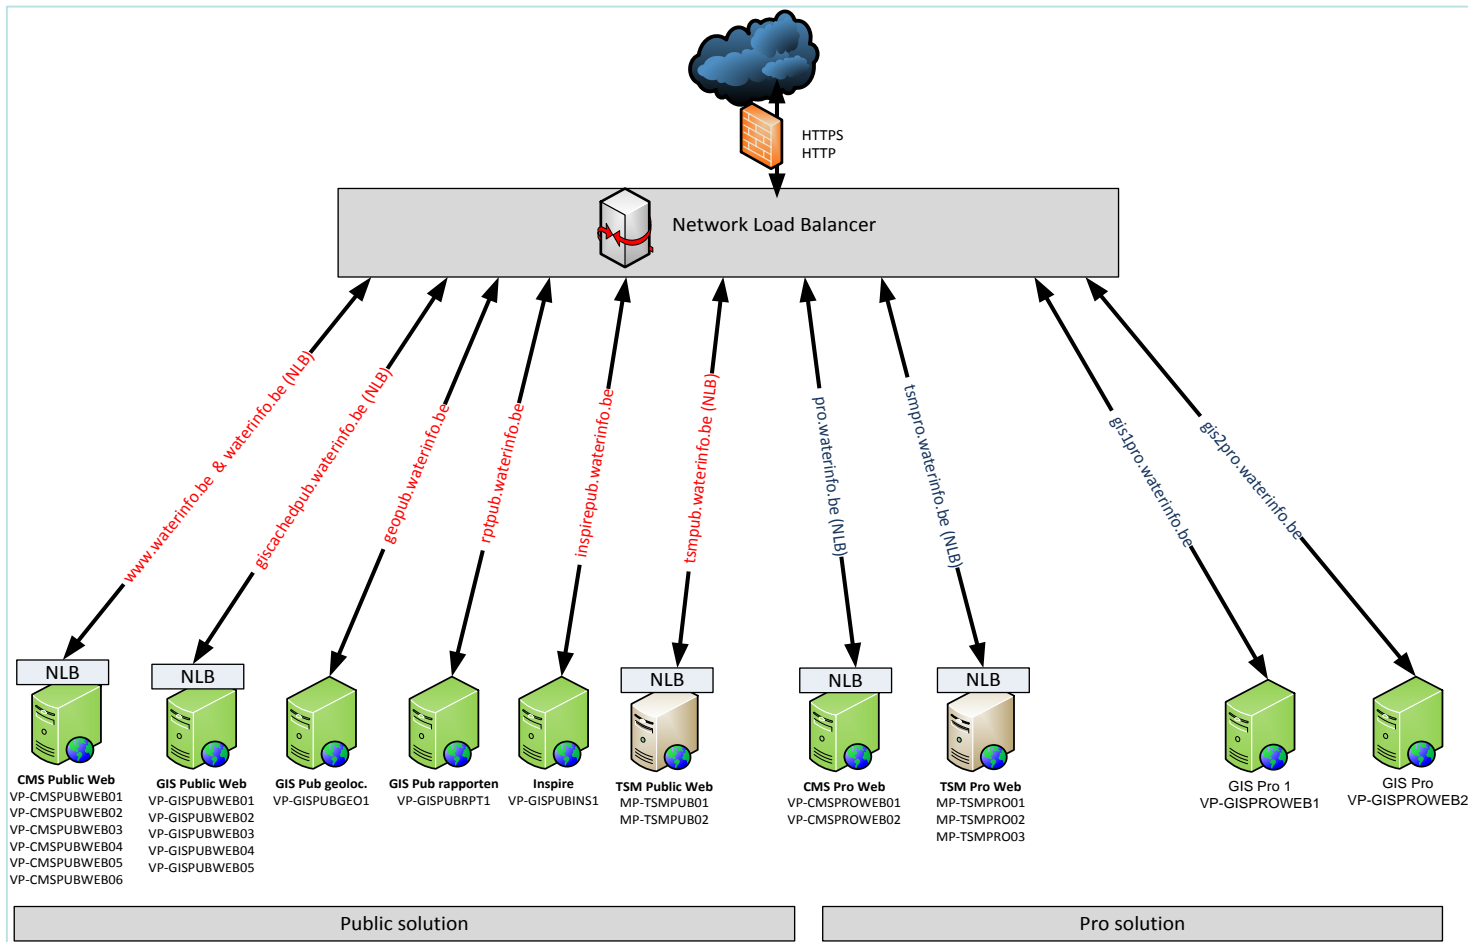 HTTPS
HTTP
Network Load Balancer
www.waterinfo.be & waterinfo.be (NLB)
giscachedpub.waterinfo.be (NLB)
geopub.waterinfo.be
rptpub.waterinfo.be
inspirepub.waterinfo.be
tsmpub.waterinfo.be (NLB)
pro.waterinfo.be (NLB)
tsmpro.waterinfo.be (NLB)
gis1pro.waterinfo.be
gis2pro.waterinfo.be
NLB
CMS Public Web
VP-CMSPUBWEB01
VP-CMSPUBWEB02
VP-CMSPUBWEB03
VP-CMSPUBWEB04
VP-CMSPUBWEB05
VP-CMSPUBWEB06
NLB
GIS Public Web
VP-GISPUBWEB01
VP-GISPUBWEB02
VP-GISPUBWEB03
VP-GISPUBWEB04
VP-GISPUBWEB05
GIS Pub geoloc.
VP-GISPUBGEO1
GIS Pub rapporten
VP-GISPUBRPT1
Inspire
VP-GISPUBINS1
NLB
TSM Public Web
MP-TSMPUB01
MP-TSMPUB02
NLB
CMS Pro Web
VP-CMSPROWEB01
VP-CMSPROWEB02
NLB
TSM Pro Web
MP-TSMPRO01
MP-TSMPRO02
MP-TSMPRO03
GIS Pro 1
VP-GISPROWEB1
GIS Pro
VP-GISPROWEB2
Public solution
Pro solution